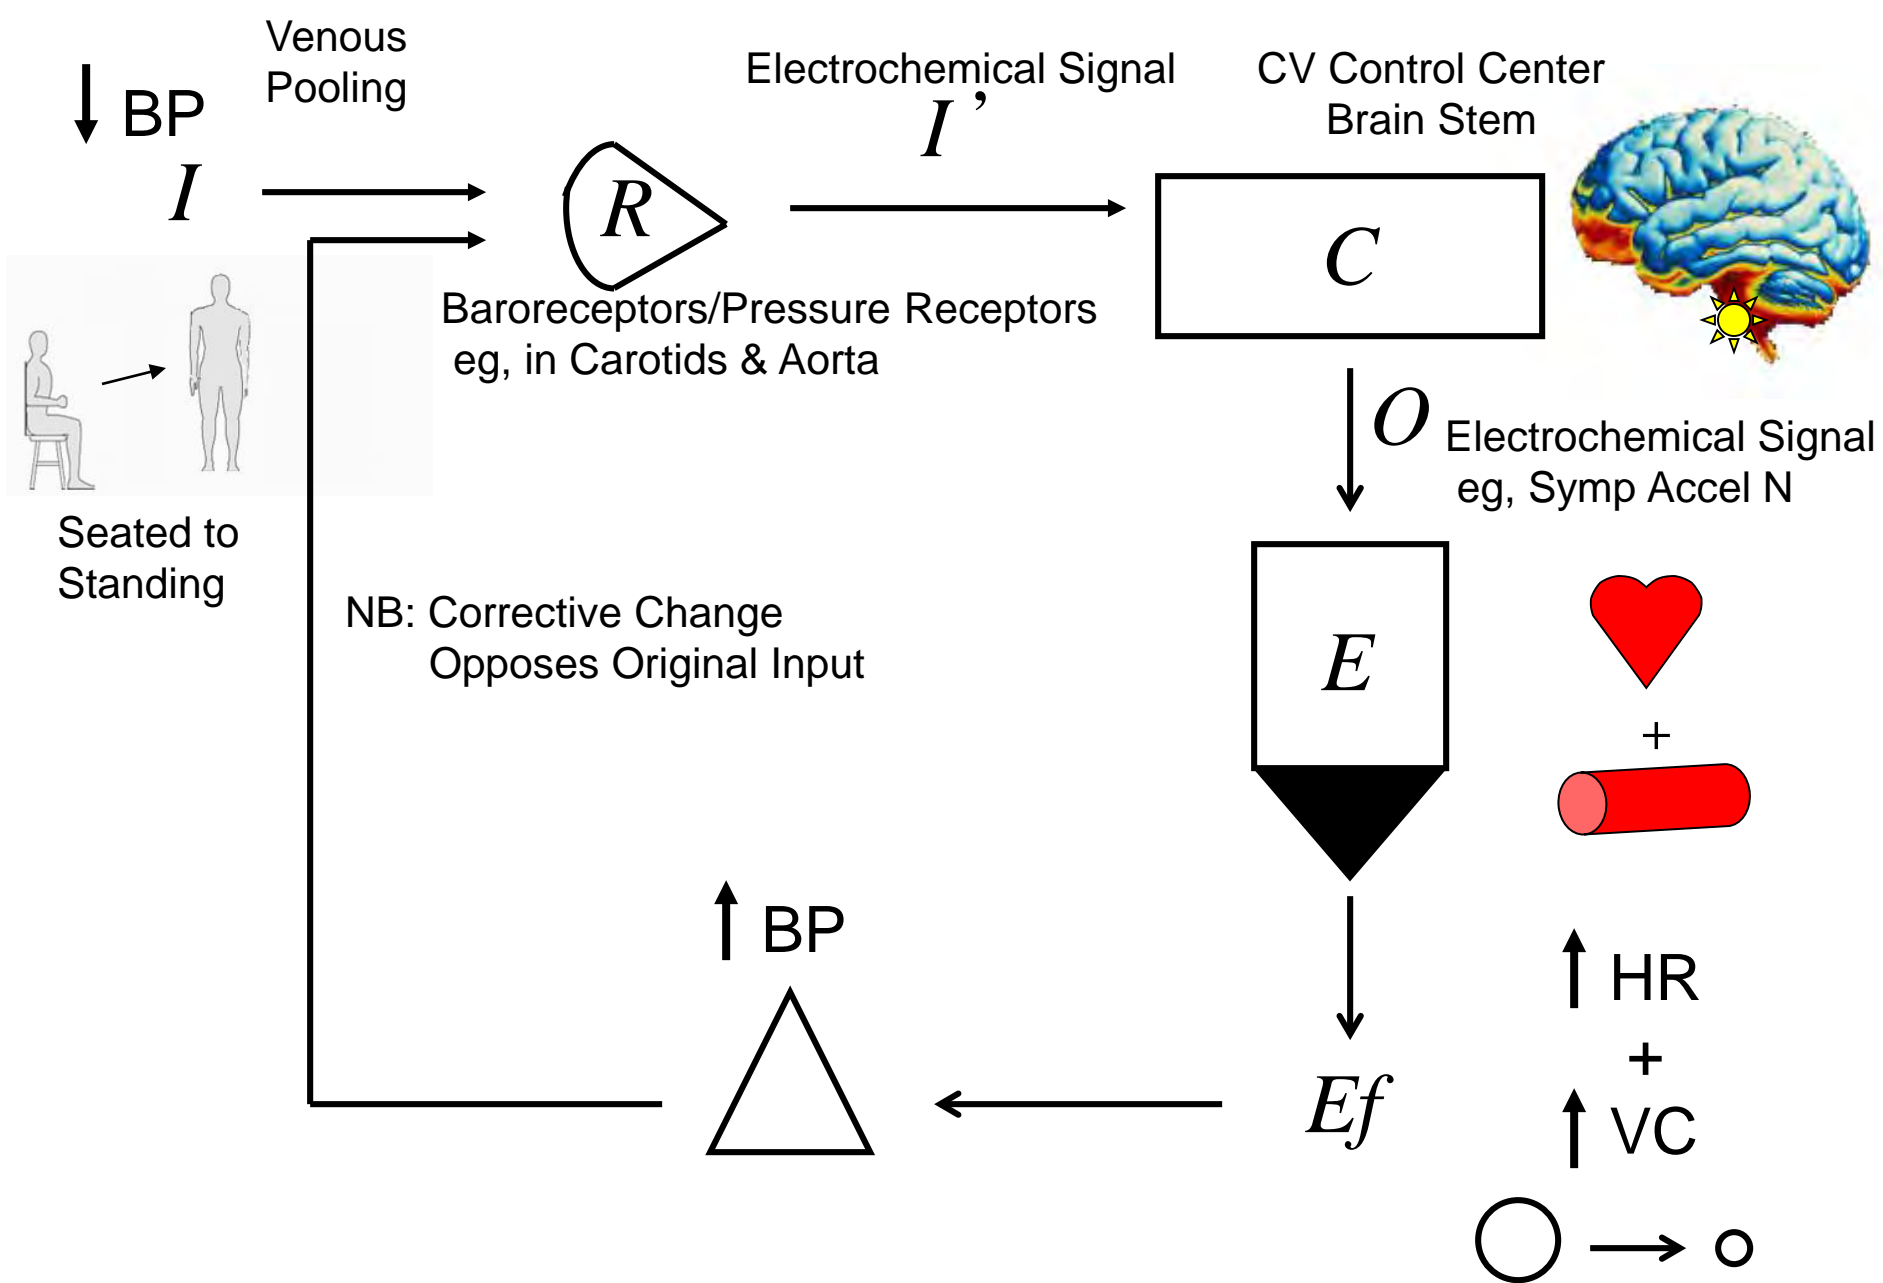 Venous
Pooling
BP
I
Electrochemical Signal
I’
CV Control Center
Brain Stem
R
C
Baroreceptors/Pressure Receptors
eg, in Carotids & Aorta
O
Electrochemical Signal
eg, Symp Accel N
Seated to
Standing
NB: Corrective Change
Opposes Original Input
E
+
BP
HR
+
VC
Ef